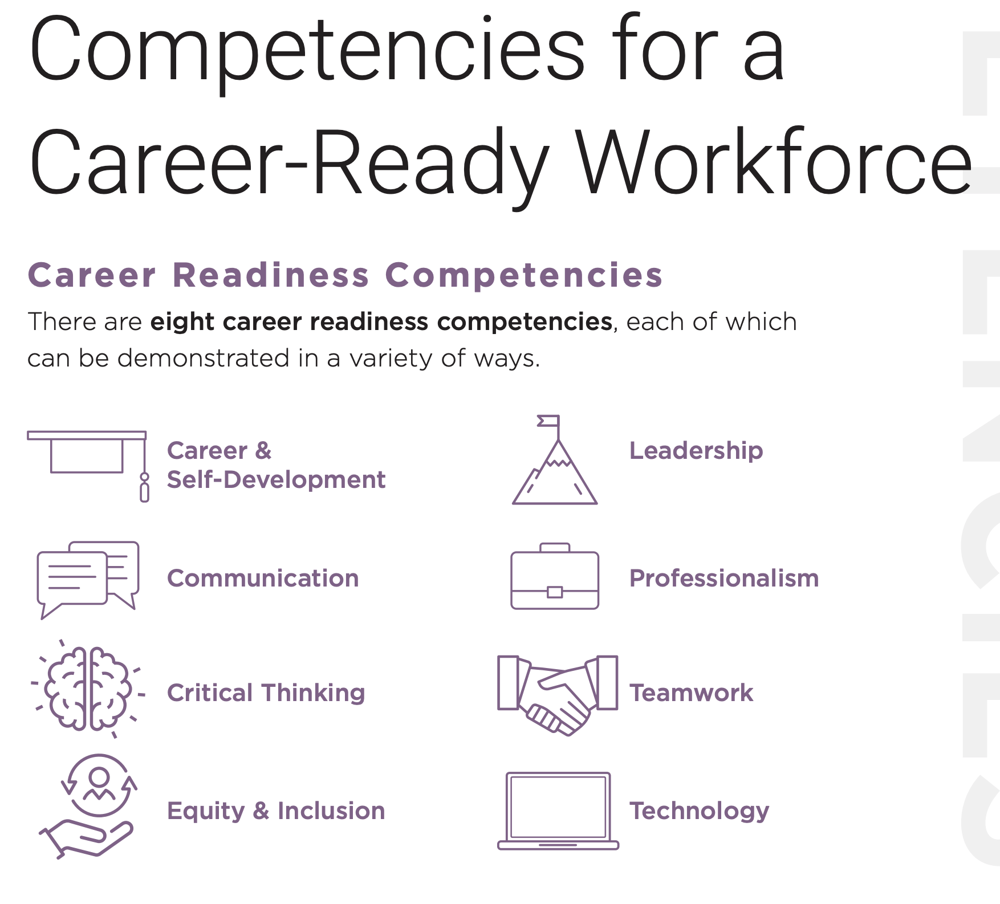 Competencies for a
Career-Ready Workforce
Career Readiness Competencies
There are eight career readiness competencies, each of which
can be demonstrated in a variety of ways.
Career &
Self-Development
Communication
Critical Thinking
Equity & Inclusion
Leadership
Professionalism
Teamwork
Technology